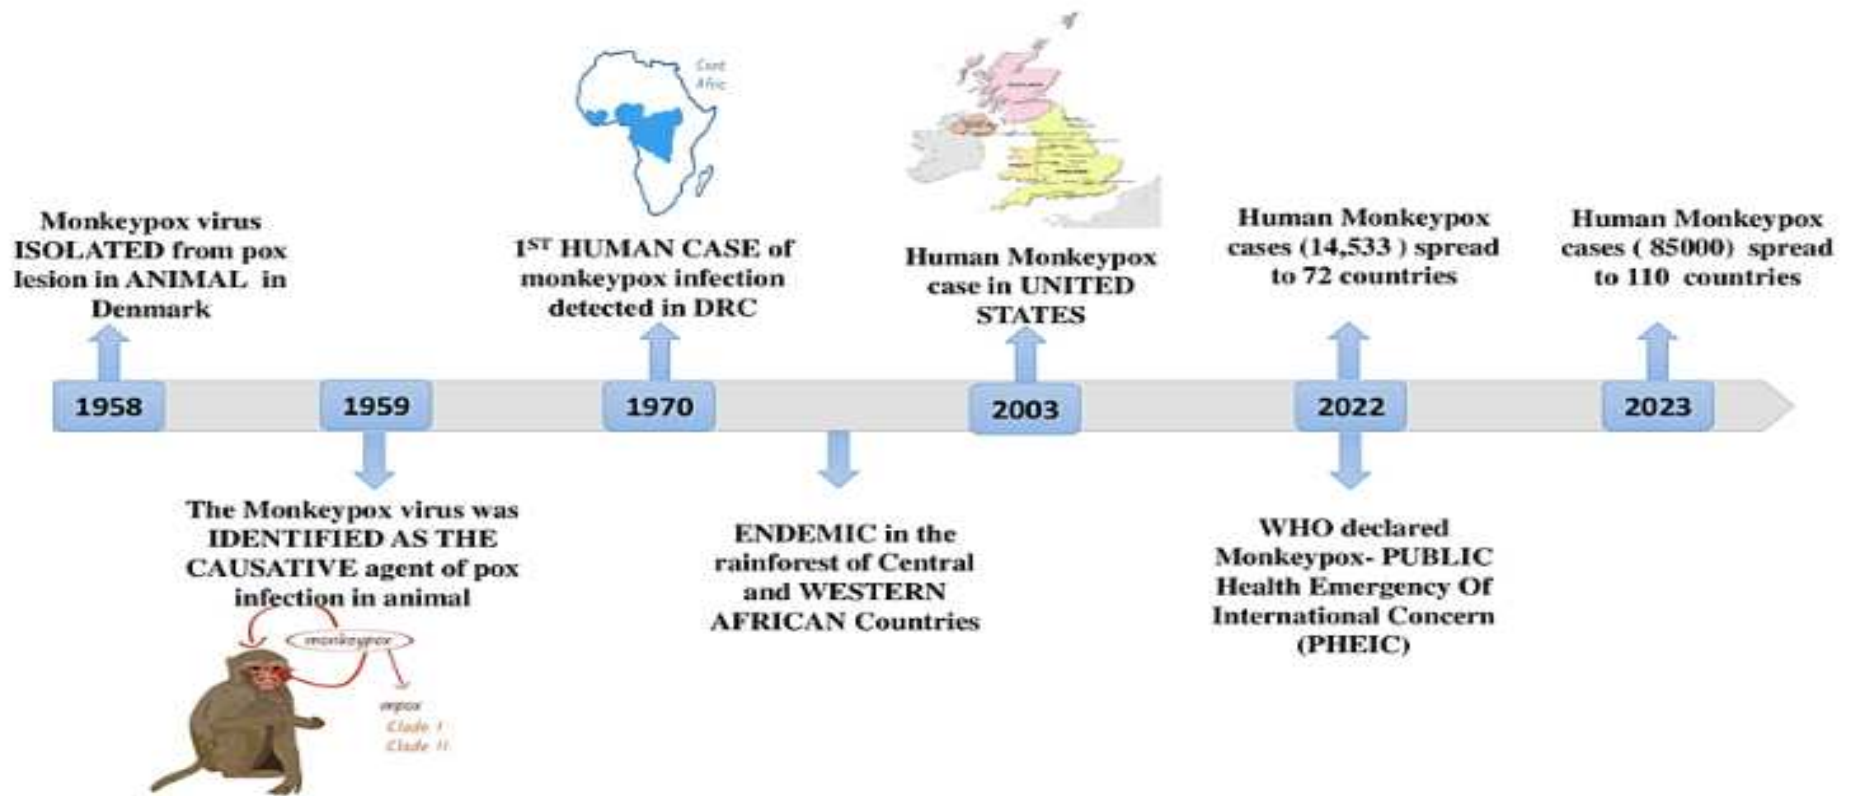 Monkeypox virus
ISOLATED from pox
lesion in ANIMAL in
Denmark
1ST HUMAN CASE of
monkeypox infection
detected in DRC
Human Monkeypox
case in UNITED
STATES
Human Monkeypox
cases (14,533 ) spread
to 72 countries
Human Monkeypox
cases ( 85000) spread
to 110 countries
1958
1959
1970
2003
2022
2023
The Monkeypox virus was
IDENTIFIED AS THE
CAUSATIVE agent of pox
infection in animal
monkeypox
mpox
Clade I
Clade II
ENDEMIC in the
rainforest of Central
and WESTERN
AFRICAN Countries
WHO declared
Monkeypox- PUBLIC
Health Emergency Of
International Concern
(PHEIC)